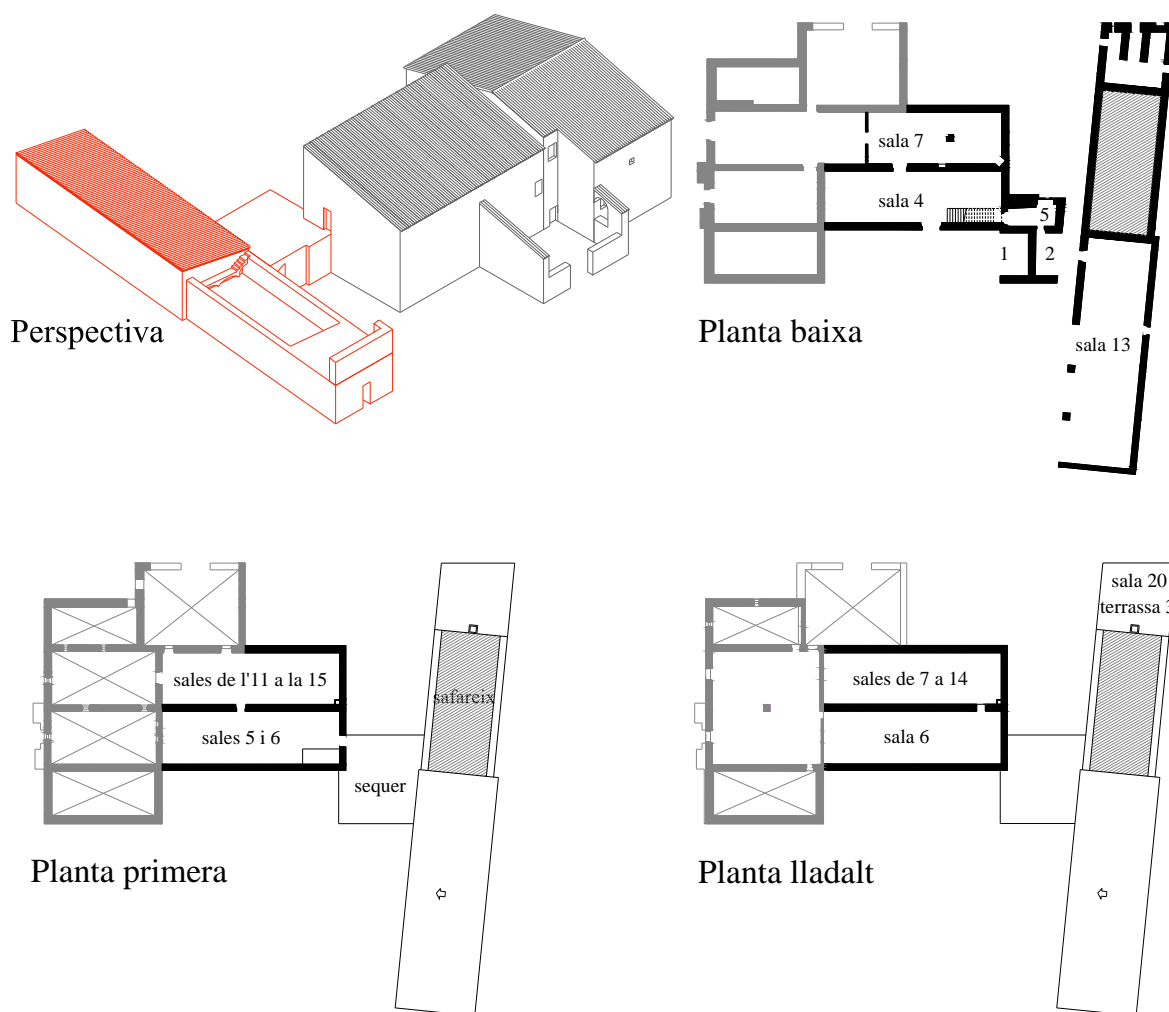 Perspectiva
sala 7
sala 4
5
1
2
Planta baixa
sala 13
sales de l'11 a la 15
safareix
sales 5 i 6
sequer
Planta primera
sala 20
terrassa 3
sales de 7 a 14
sala 6
Planta lladalt